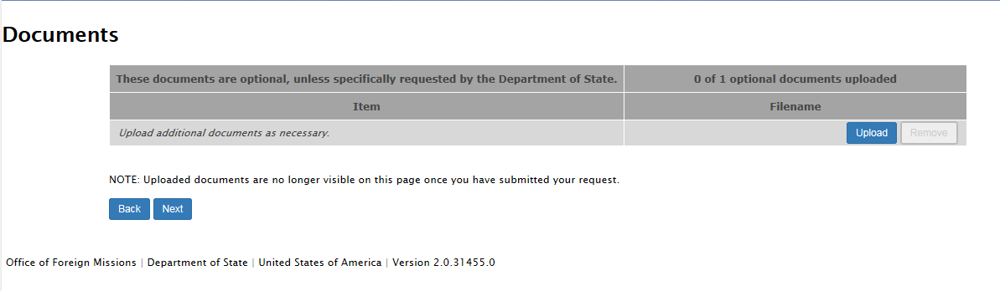 Documents
These documents are optional, unless specifically requested by the Department of State. 0 of 1 optional documents uploaded
Item Filename
Upload additional documents as necessary. Upload Remove
NOTE: Uploaded documents are no longer visible on this page once you have submitted your request.
Back Next
Office of Foreign Missions | Department of State | United States of America | Version 2.0.31455.0